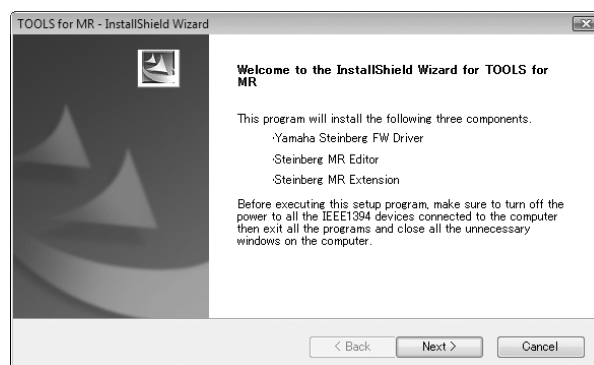 TOOLS for MR - InstallShield Wizard
Welcome to the InstallShield Wizard for TOOLS for
MR
This program will install the following three components.
·Yamaha Steinberg FW Driver
·Steinberg MR Editor
·Steinberg MR Extension
Before executing this setup program, make sure to turn off the
power to all the IEEE1394 devices connected to the computer
then exit all the programs and close all the unnecessary
windows on the computer.
< Back
Next >
Cancel